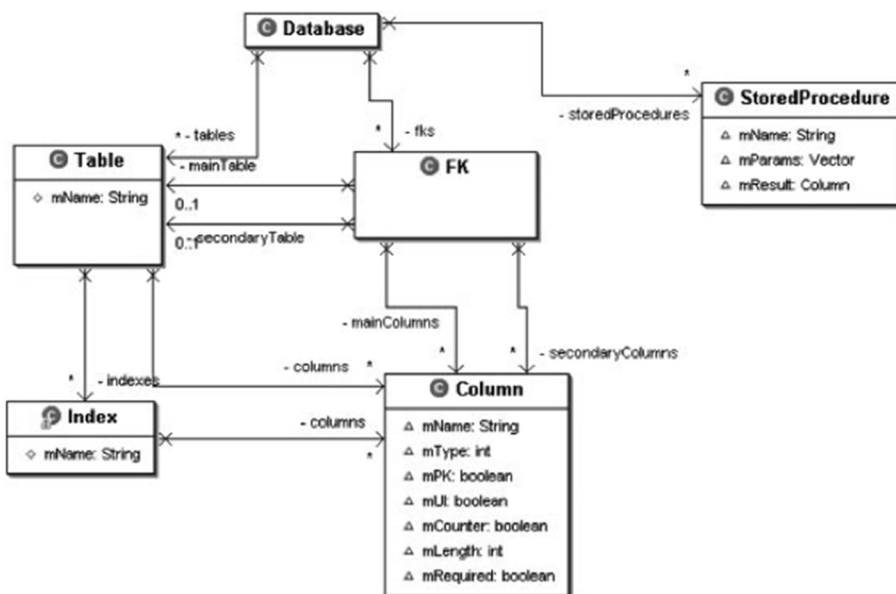 Database
* - tables
* - fks
*
- storedProcedures
StoredProcedure
mName: String
mParams: Vector
mResult: Column
Table
mName: String
- mainTable
0..1
- secondaryTable
0..1
FK
- mainColumns
*
* - secondaryColumns
* - indexes
- columns *
Index
mName: String
- columns
*
Column
mName: String
mType: int
mPK: boolean
mUI: boolean
mCounter: boolean
mLength: int
mRequired: boolean